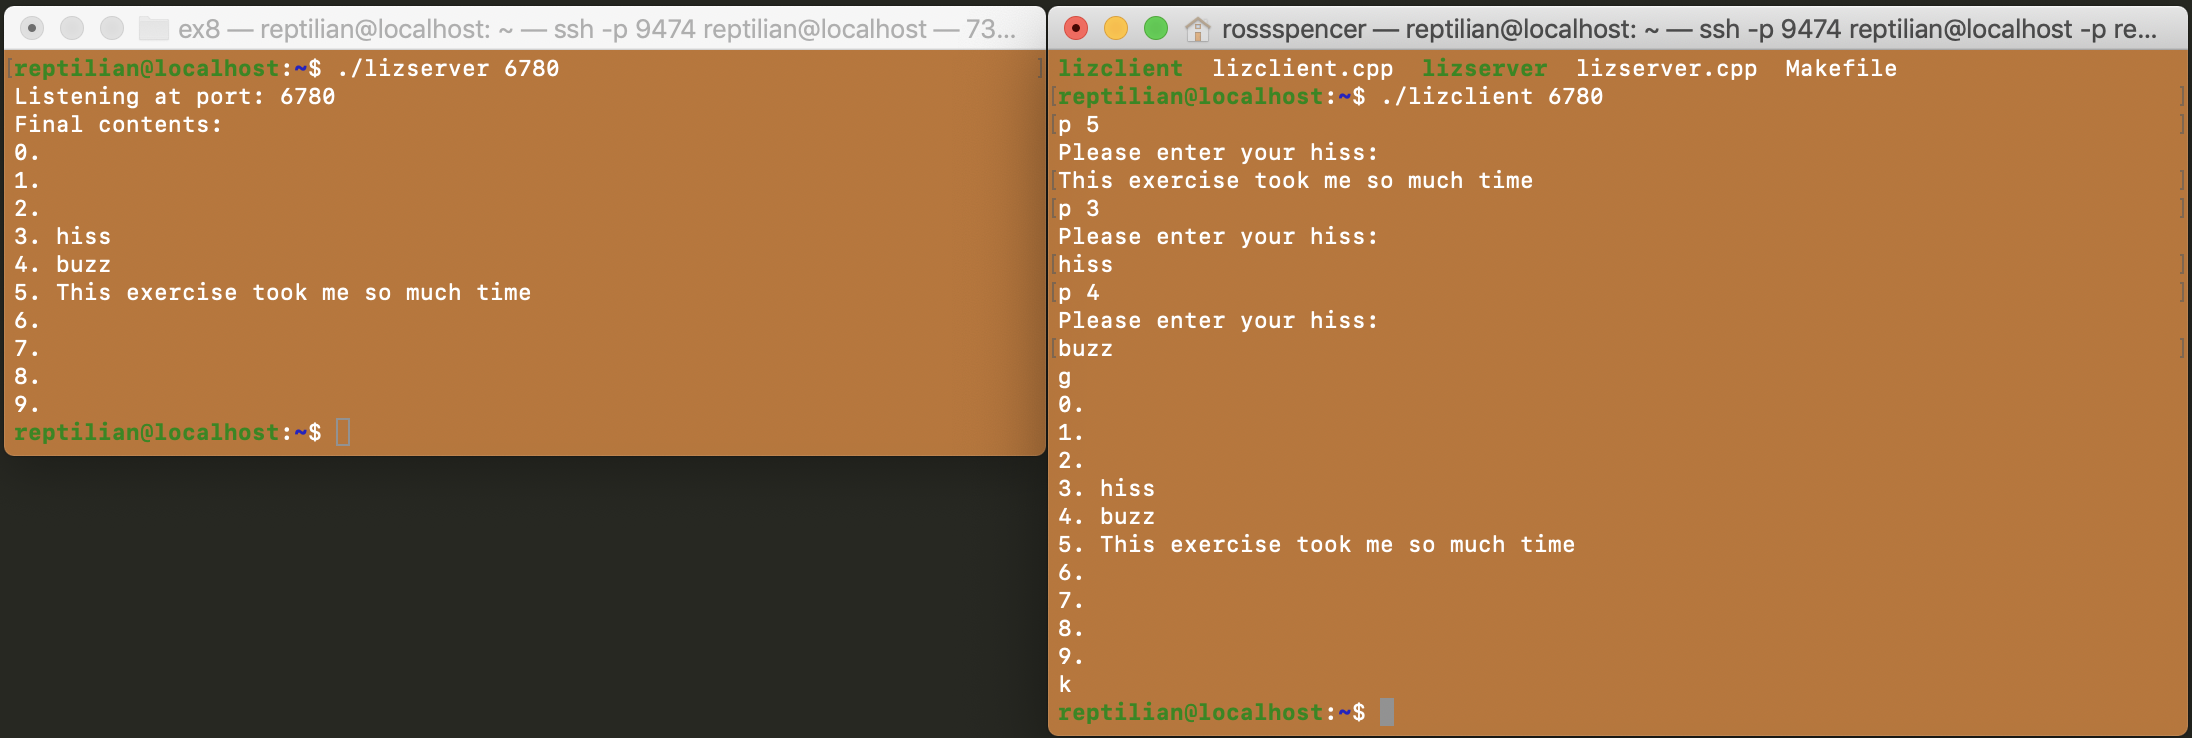 ex8 — reptilian@localhost: ~ — ssh -p 9474 reptilian@localhost — 73...
reptilian@localhost:~$ ./lizserver 6780
Listening at port: 6780
Final contents:
0.
1.
2.
3. hiss
4. buzz
5. This exercise took me so much time
6.
7.
8.
9.
reptilian@localhost:~$
rossspencer — reptilian@localhost: ~ — ssh -p 9474 reptilian@localhost -p re...
lizclient  lizclient.cpp  lizserver  lizserver.cpp  Makefile
reptilian@localhost:~$ ./lizclient 6780
p 5
Please enter your hiss:
This exercise took me so much time
p 3
Please enter your hiss:
hiss
p 4
Please enter your hiss:
buzz
g
0.
1.
2.
3. hiss
4. buzz
5. This exercise took me so much time
6.
7.
8.
9.
k
reptilian@localhost:~$